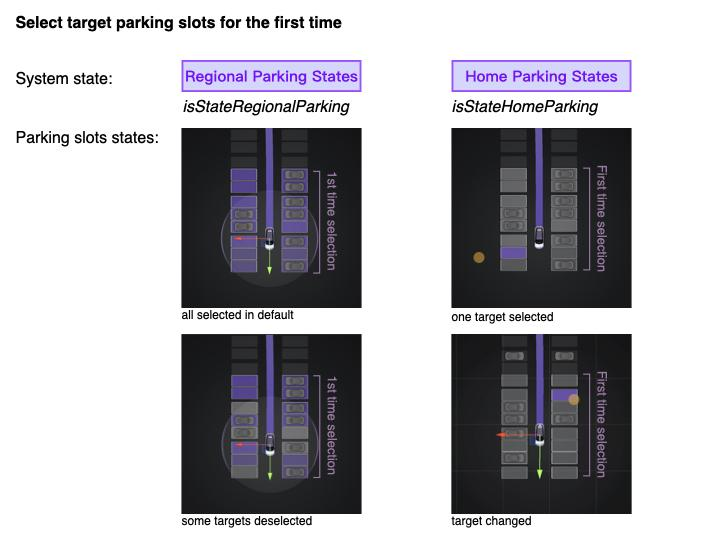 Select target parking slots for the first time
System state:
Regional Parking States
Home Parking States
isStateRegionalParking
isStateHomeParking
Parking slots states:
1st time selection
First time selection
all selected in default
one target selected
1st time selection
First time selection
some targets deselected
target changed